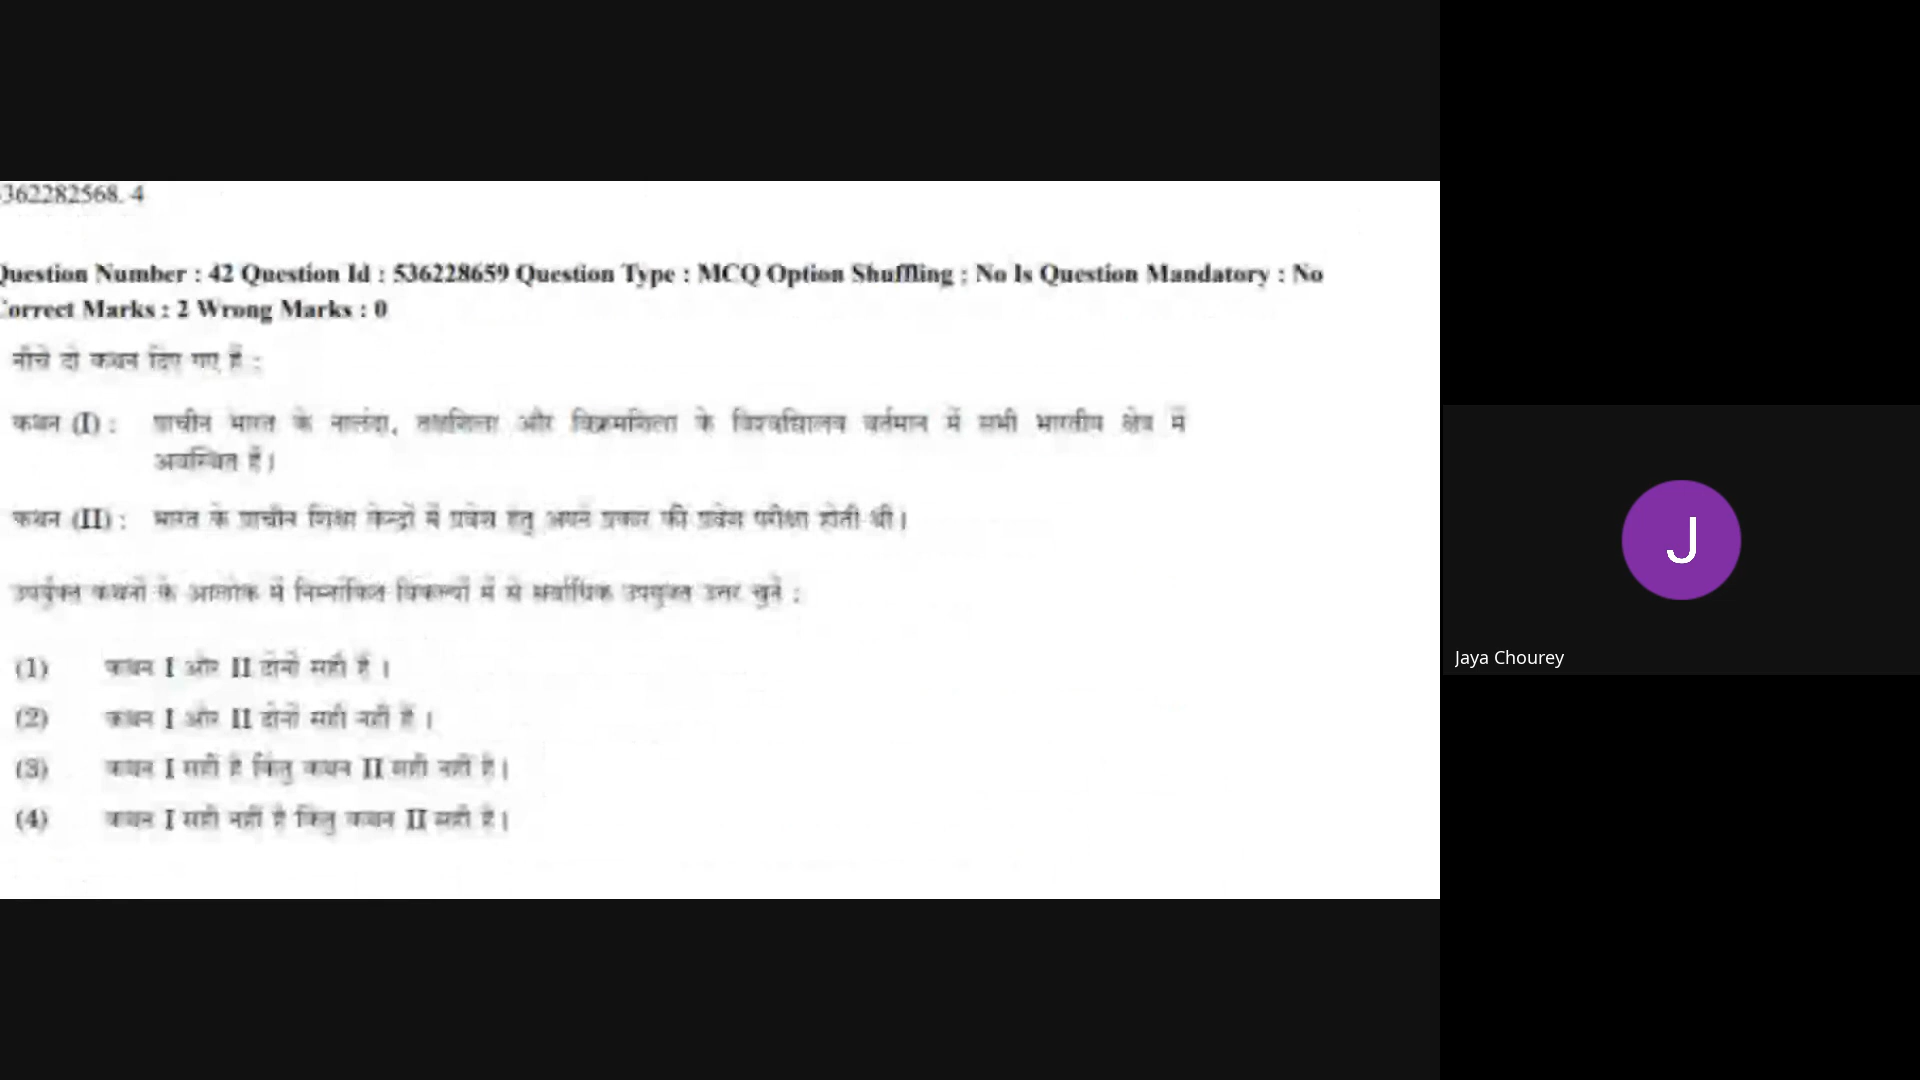 362282568. 4
Question Number : 42 Question Id : 536228659 Question Type : MCQ Option Shuffling : No Is Question Mandatory : No
Correct Marks : 2 Wrong Marks : 0
नीचे दो कथन दिए गए हैं :
कथन (I) : प्राचीन भारत के नालंदा, तक्षशिला और विक्रमशिला के विश्वविद्यालय वर्तमान में सभी भारतीय क्षेत्र में
अवस्थित हैं।
कथन (II) : भारत के प्राचीन शिक्षा केन्द्रों में प्रवेश हेतु अपने प्रकार की प्रवेश परीक्षा होती थी।
उपर्युक्त कथनों के आलोक में निम्नांकित विकल्पों में से सर्वाधिक उपयुक्त उत्तर चुनें :
(1) कथन I और II दोनों सही हैं ।
(2) कथन I और II दोनों सही नहीं हैं ।
(3) कथन I सही है किंतु कथन II सही नहीं है।
(4) कथन I सही नहीं है किंतु कथन II सही है।
J
Jaya Chourey